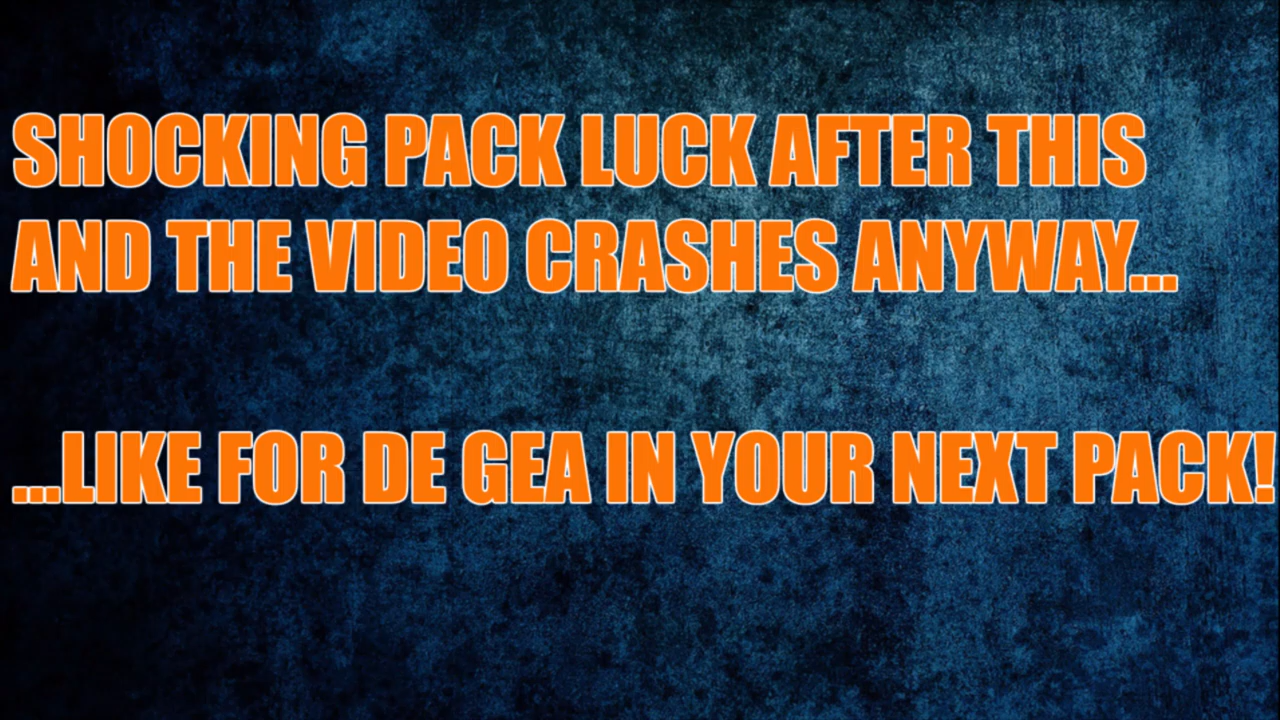 SHOCKING PACK LUCK AFTER THIS
AND THE VIDEO CRASHES ANYWAY...
...LIKE FOR DE GEA IN YOUR NEXT PACK!